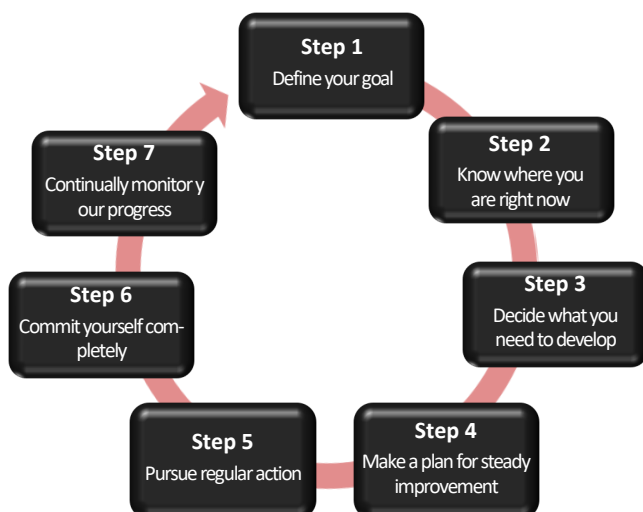 Step 1
Define your goal
Step 2
Know where you
are right now
Step 3
Decide what you
need to develop
Step 4
Make a plan for steady
improvement
Step 5
Pursue regular action
Step 6
Commit yourself com-
pletely
Step 7
Continually monitor y
our progress